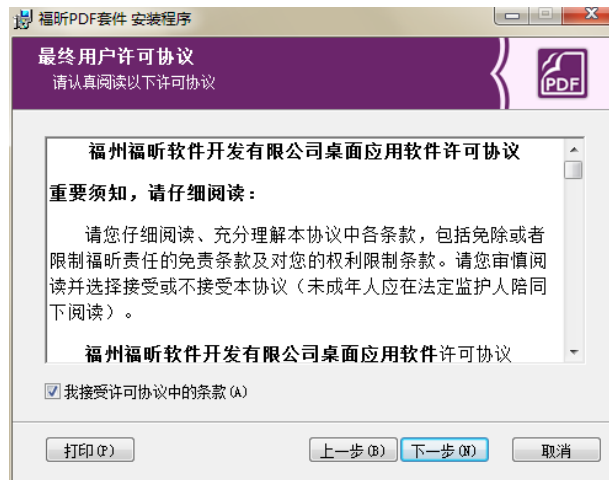 福昕PDF套件 安装程序
最终用户许可协议
请认真阅读以下许可协议
PDF
福州福昕软件开发有限公司桌面应用软件许可协议
重要须知，请仔细阅读：
请您仔细阅读、充分理解本协议中各条款，包括免除或者
限制福昕责任的免责条款及对您的权利限制条款。请您审慎阅
读并选择接受或不接受本协议（未成年人应在法定监护人陪同
下阅读）。
福州福昕软件开发有限公司桌面应用软件许可协议
我接受许可协议中的条款(A)
打印(P) 上一步(B) 下一步(N) 取消